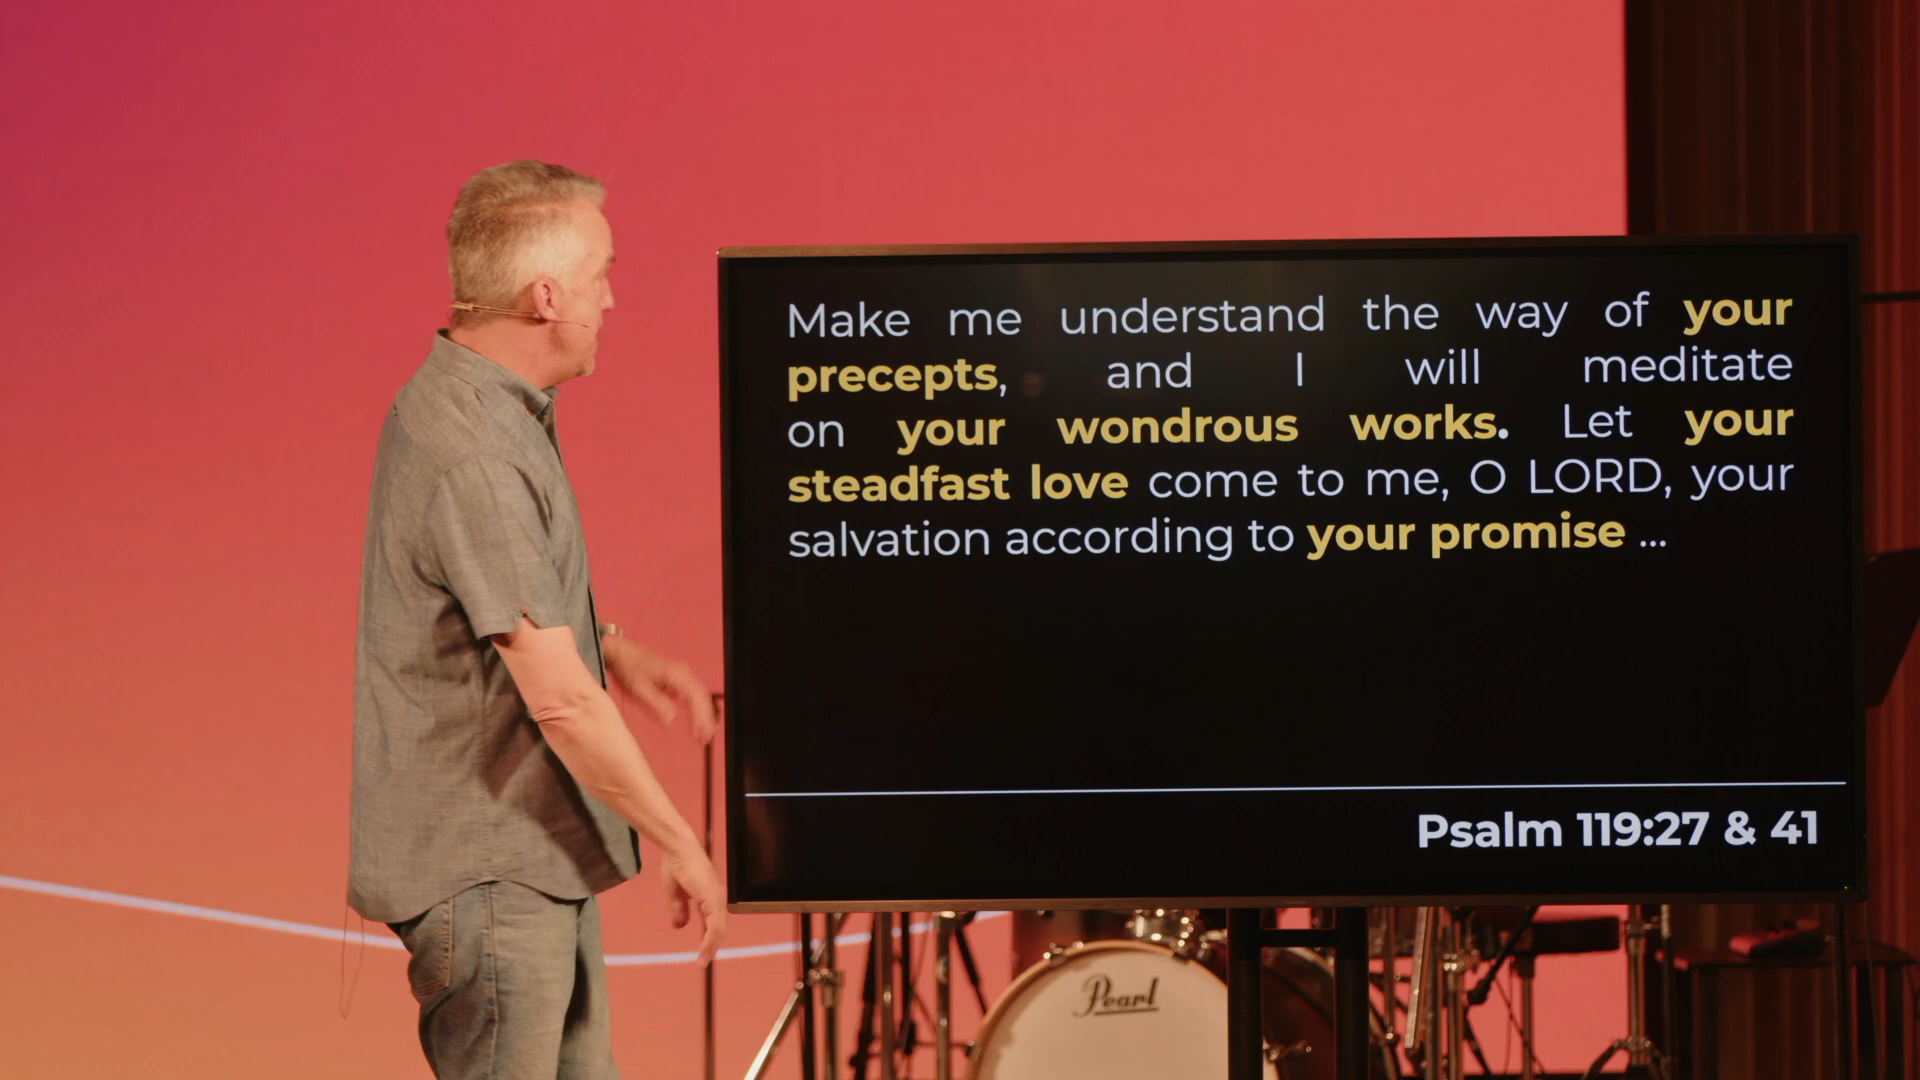 Make me understand the way of your
precepts, and I will meditate
on your wondrous works. Let your
steadfast love come to me, O LORD, your
salvation according to your promise ...
Psalm 119:27 & 41
Pearl